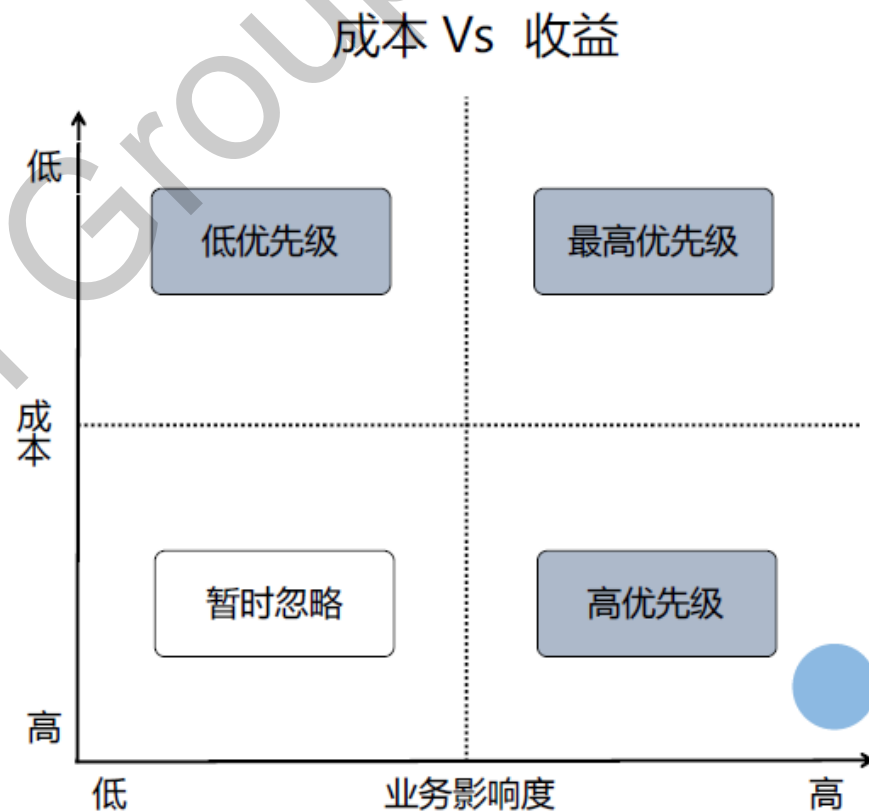 成本 Vs 收益
Group
低
低优先级
最高优先级
成本
暂时忽略
高优先级
高
低
业务影响度
高